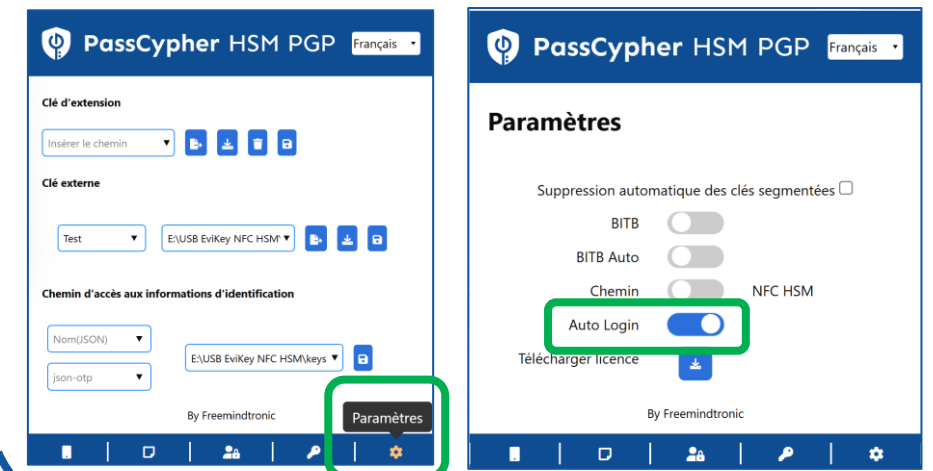 PassCypher HSM PGP
Français
Clé d'extension
Insérer le chemin
Clé externe
Test
E:\USB EviKey NFC HSM\
Chemin d'accès aux informations d'identification
Nom(JSON)
E:\USB EviKey NFC HSM\keys
json-otp
By Freemindtronic
Paramètres
PassCypher HSM PGP
Français
Paramètres
Suppression automatique des clés segmentées
BITB
BITB Auto
Chemin
NFC HSM
Auto Login
Télécharger licence
By Freemindtronic